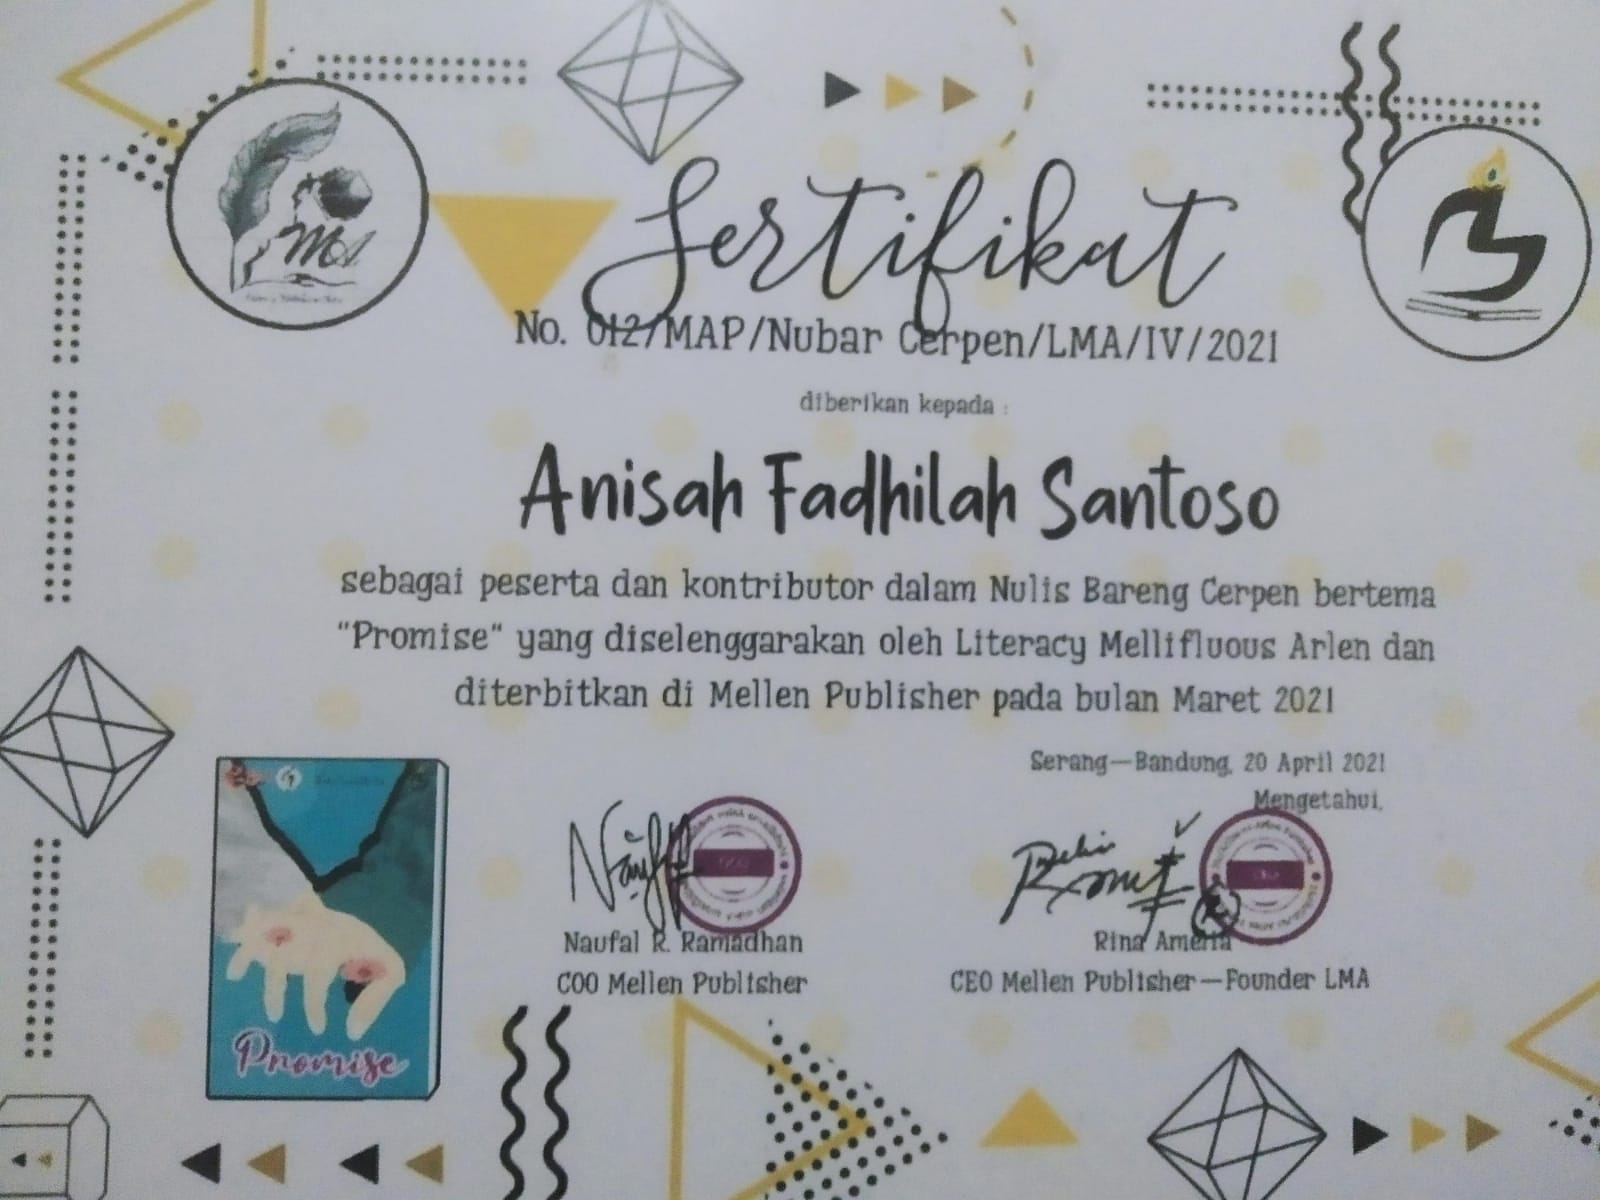 Sertifikat
No. 012/MAP/Nubar Cerpen/LMA/IV/2021
diberikan kepada :
Anisah Fadhilah Santoso
sebagai peserta dan kontributor dalam Nulis Bareng Cerpen bertema
"Promise" yang diselenggarakan oleh Literacy Mellifluous Arlen dan
diterbitkan di Mellen Publisher pada bulan Maret 2021
Serang—Bandung, 20 April 2021
Mengetahui,
Naufal R. Ramadhan
COO Mellen Publisher
Rina Amelia
CEO Mellen Publisher—Founder LMA
Promise